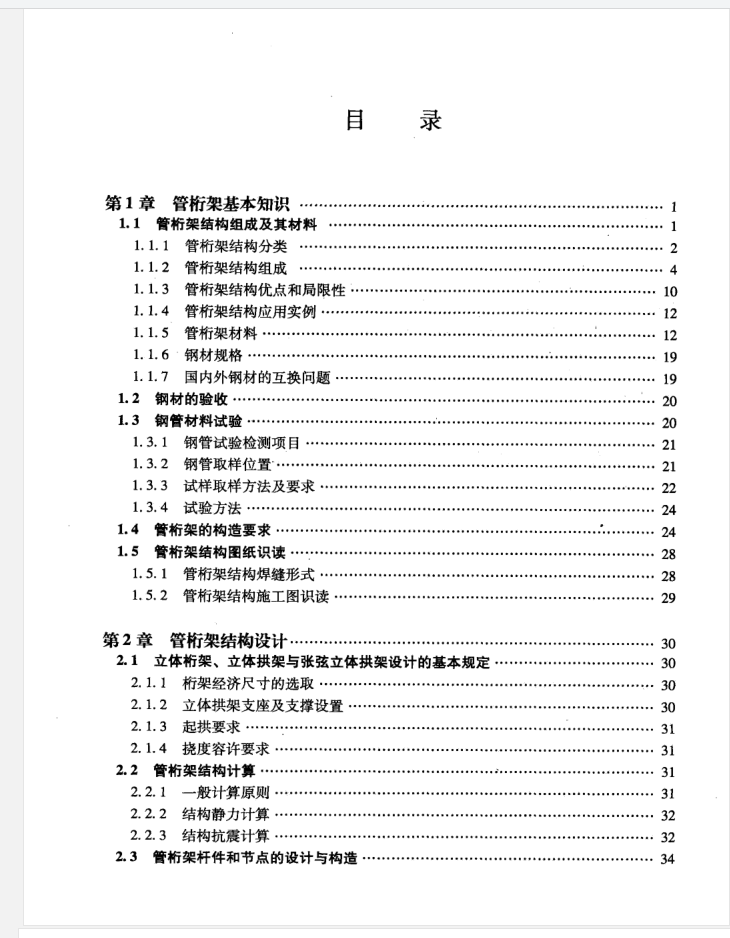 目 录
第1章 管桁架基本知识 …… 1
1.1 管桁架结构组成及其材料 …… 1
1.1.1 管桁架结构分类 …… 2
1.1.2 管桁架结构组成 …… 4
1.1.3 管桁架结构优点和局限性 …… 10
1.1.4 管桁架结构应用实例 …… 12
1.1.5 管桁架材料 …… 12
1.1.6 钢材规格 …… 19
1.1.7 国内外钢材的互换问题 …… 19
1.2 钢材的验收 …… 20
1.3 钢管材料试验 …… 20
1.3.1 钢管试验检测项目 …… 21
1.3.2 钢管取样位置 …… 21
1.3.3 试样取样方法及要求 …… 22
1.3.4 试验方法 …… 24
1.4 管桁架的构造要求 …… 24
1.5 管桁架结构图纸识读 …… 28
1.5.1 管桁架结构焊缝形式 …… 28
1.5.2 管桁架结构施工图识读 …… 29
第2章 管桁架结构设计 …… 30
2.1 立体桁架、立体拱架与张弦立体拱架设计的基本规定 …… 30
2.1.1 桁架经济尺寸的选取 …… 30
2.1.2 立体拱架支座及支撑设置 …… 30
2.1.3 起拱要求 …… 31
2.1.4 挠度容许要求 …… 31
2.2 管桁架结构计算 …… 31
2.2.1 一般计算原则 …… 31
2.2.2 结构静力计算 …… 32
2.2.3 结构抗震计算 …… 32
2.3 管桁架杆件和节点的设计与构造 …… 34